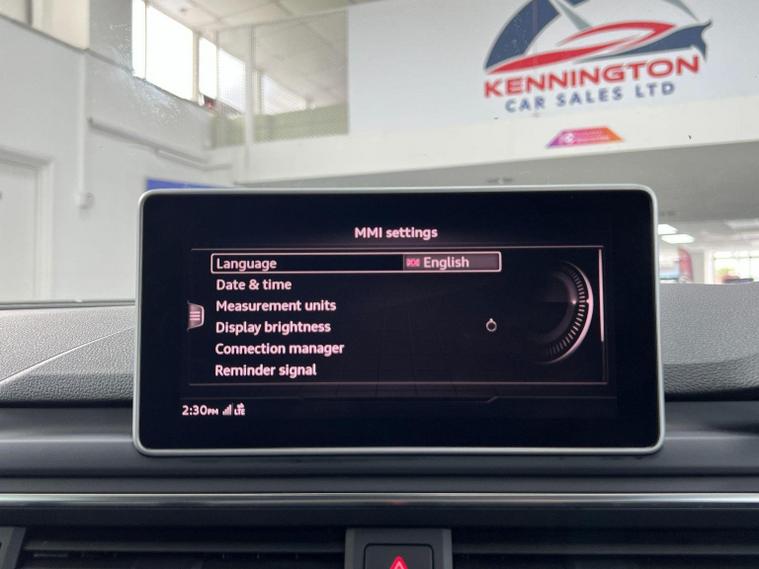 KENNINGTON
CAR SALES LTD
MMI settings
Language English
Date & time
Measurement units
Display brightness
Connection manager
Reminder signal
2:30PM LTE